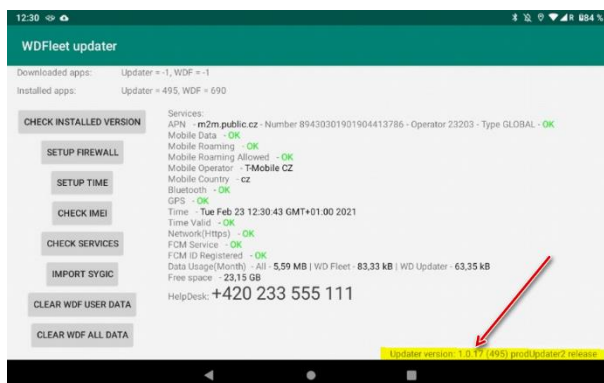 12:30
R 84 %
WDFleet updater
Downloaded apps: Updater = -1, WDF = -1
Installed apps: Updater = 495, WDF = 690
CHECK INSTALLED VERSION
SETUP FIREWALL
SETUP TIME
CHECK IMEI
CHECK SERVICES
IMPORT SYGIC
CLEAR WDF USER DATA
CLEAR WDF ALL DATA
Services:
APN - m2m.public.cz - Number 89430301901904413786 - Operator 23203 - Type GLOBAL - OK
Mobile Data - OK
Mobile Roaming - OK
Mobile Roaming Allowed - OK
Mobile Operator - T-Mobile CZ
Mobile Country - cz
Bluetooth - OK
GPS - OK
Time - Tue Feb 23 12:30:43 GMT+01:00 2021
Time Valid - OK
Network(Https) - OK
FCM Service - OK
FCM ID Registered - OK
Data Usage(Month) - All - 5,59 MB | WD Fleet - 83,33 kB | WD Updater - 63,35 kB
Free space - 23,15 GB
HelpDesk: +420 233 555 111
Updater version: 1.0.17 (495) prodUpdater2 release